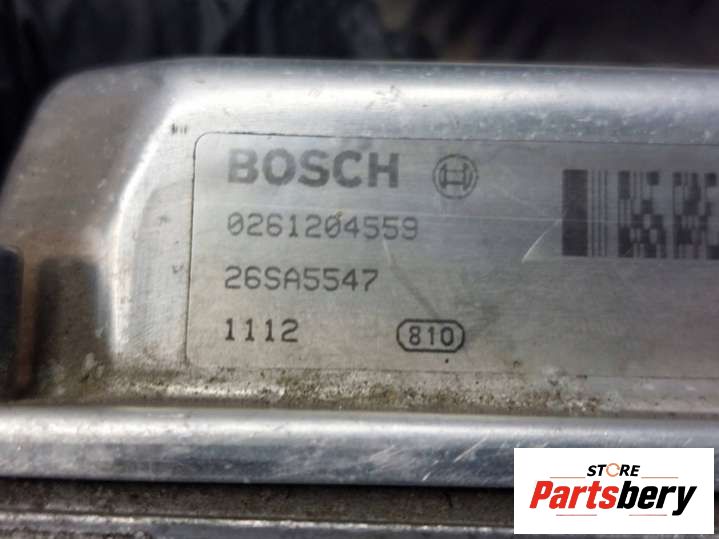 BOSCH
0261204559
26SA5547
1112 810
STORE
Partsbery